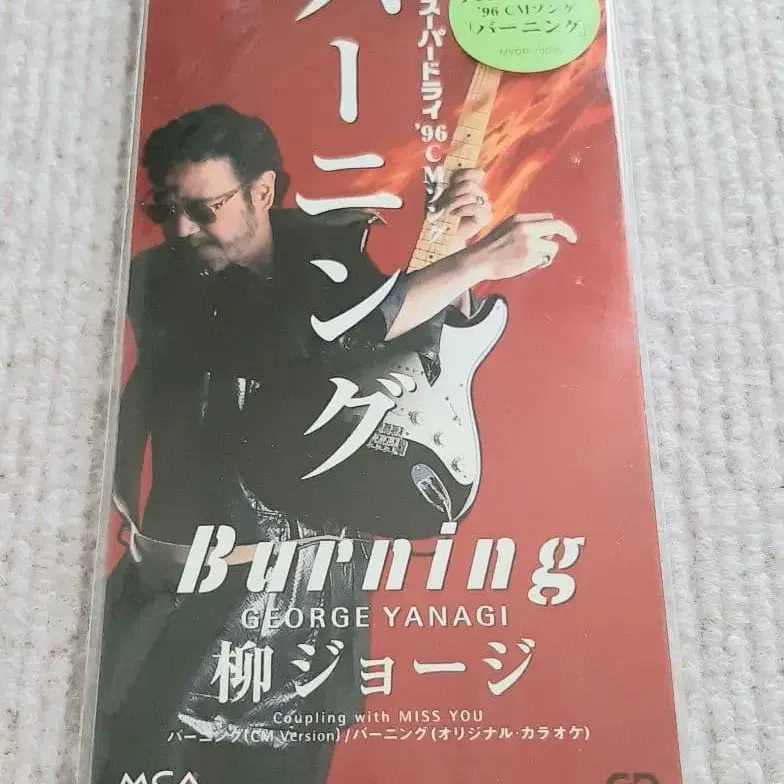 '96 CMソング
「バーニング」
スーパードライ'96 CMソング
ーニング
Burning
GEORGE YANAGI
柳ジョージ
Coupling with MISS YOU
バーニング(CM Version)/バーニング(オリジナル・カラオケ)
MCA